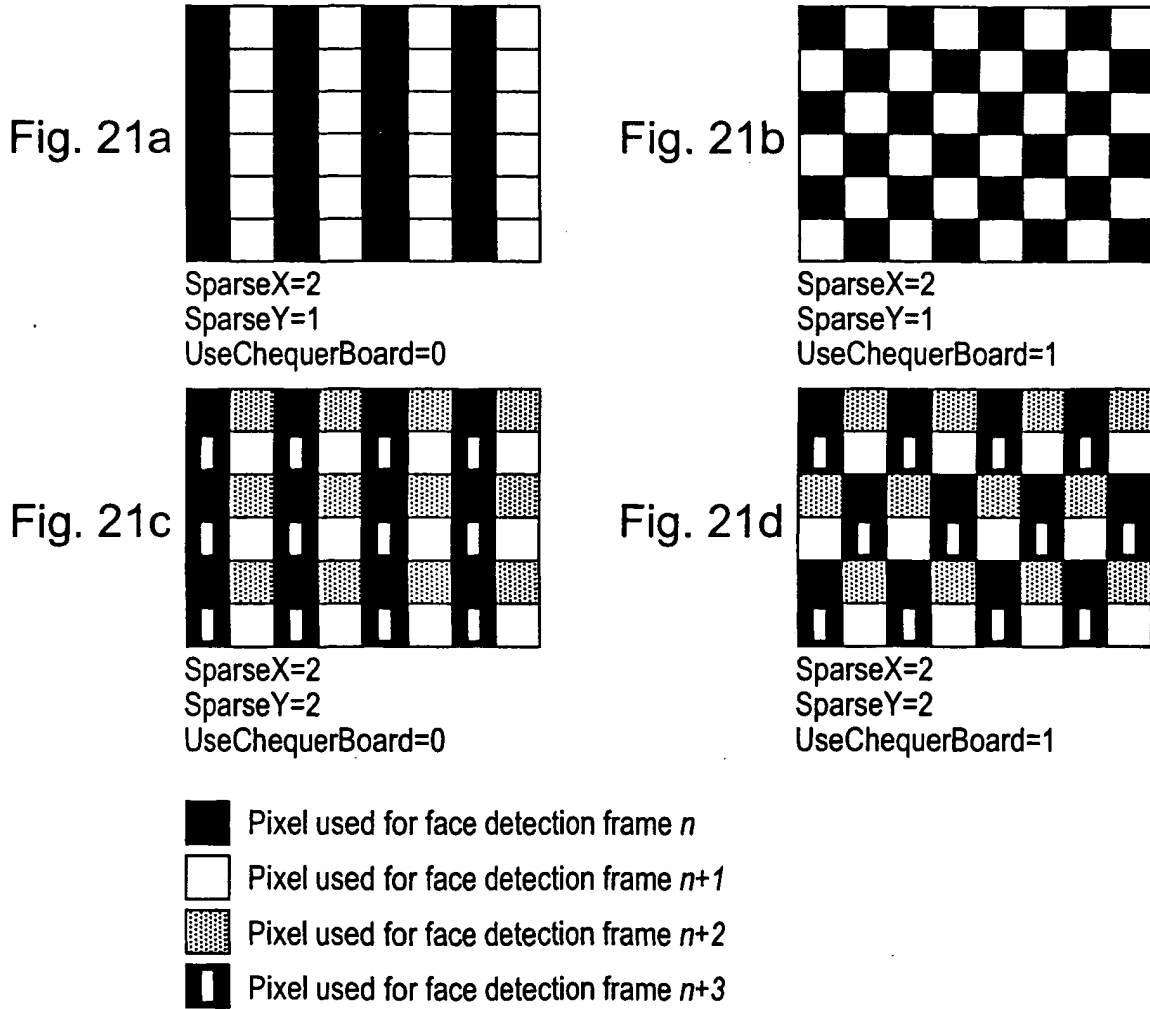 Fig. 21a
SparseX=2
SparseY=1
UseChequerBoard=0
Fig. 21b
SparseX=2
SparseY=1
UseChequerBoard=1
Fig. 21c
SparseX=2
SparseY=2
UseChequerBoard=0
Fig. 21d
SparseX=2
SparseY=2
UseChequerBoard=1
Pixel used for face detection frame n
Pixel used for face detection frame n+1
Pixel used for face detection frame n+2
Pixel used for face detection frame n+3